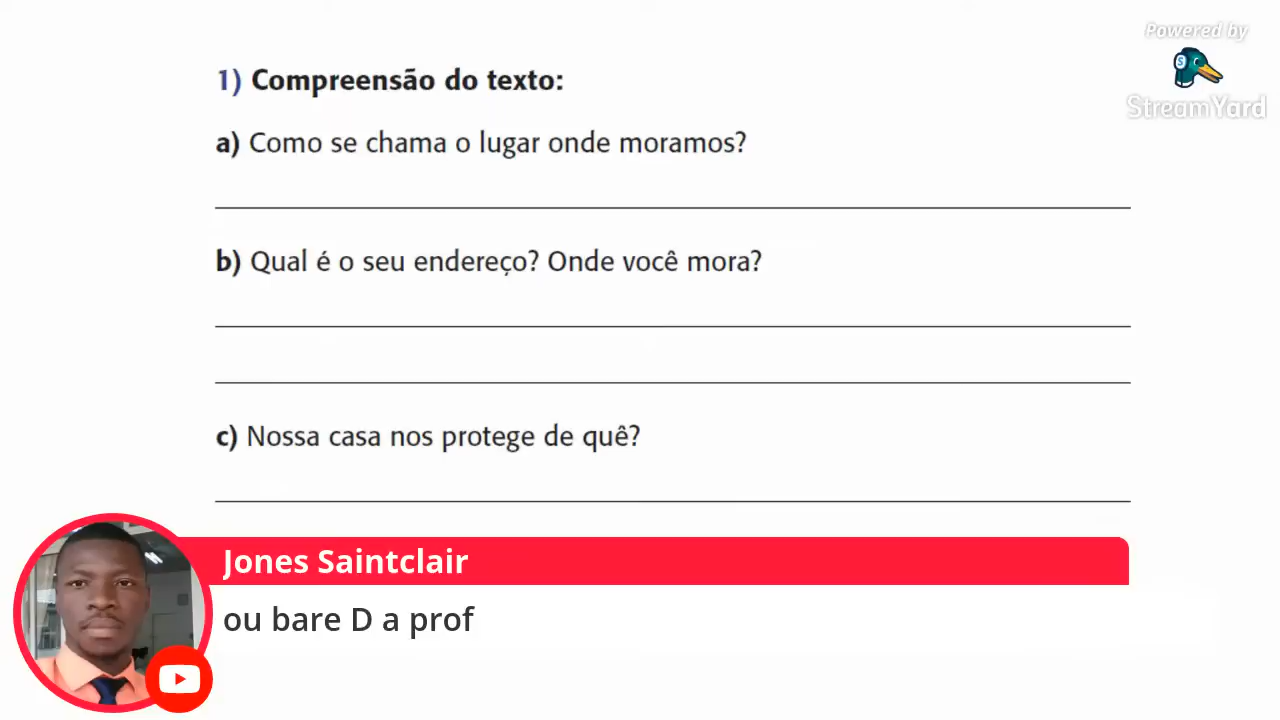 Powered by
StreamYard
1) Compreensão do texto:
a) Como se chama o lugar onde moramos?
b) Qual é o seu endereço? Onde você mora?
c) Nossa casa nos protege de quê?
Jones Saintclair
ou bare D a prof